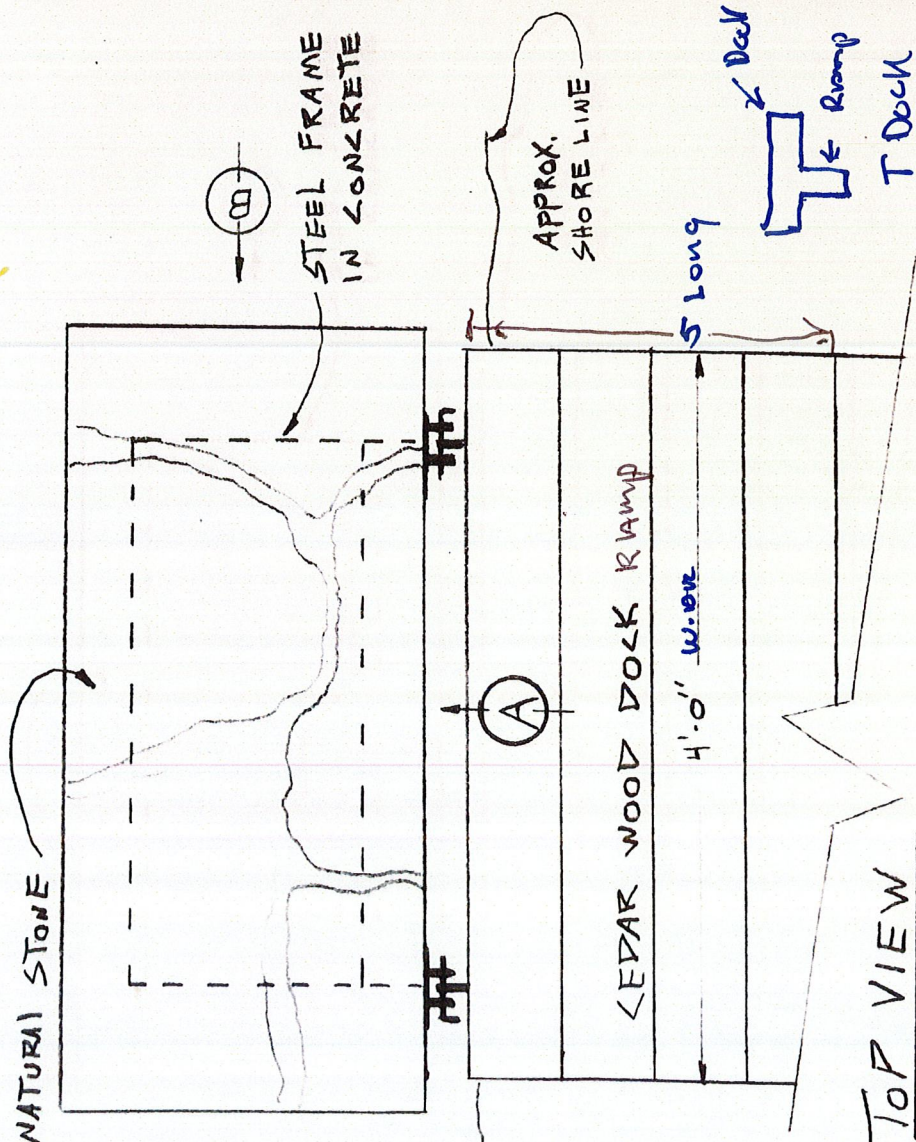 NATURAL STONE
STEEL FRAME
IN CONCRETE
B
APPROX.
SHORE LINE
A
CEDAR WOOD DOCK RAMP
4'-0" WIDE
5 LONG
Dock
Ramp
T DOCK
TOP VIEW